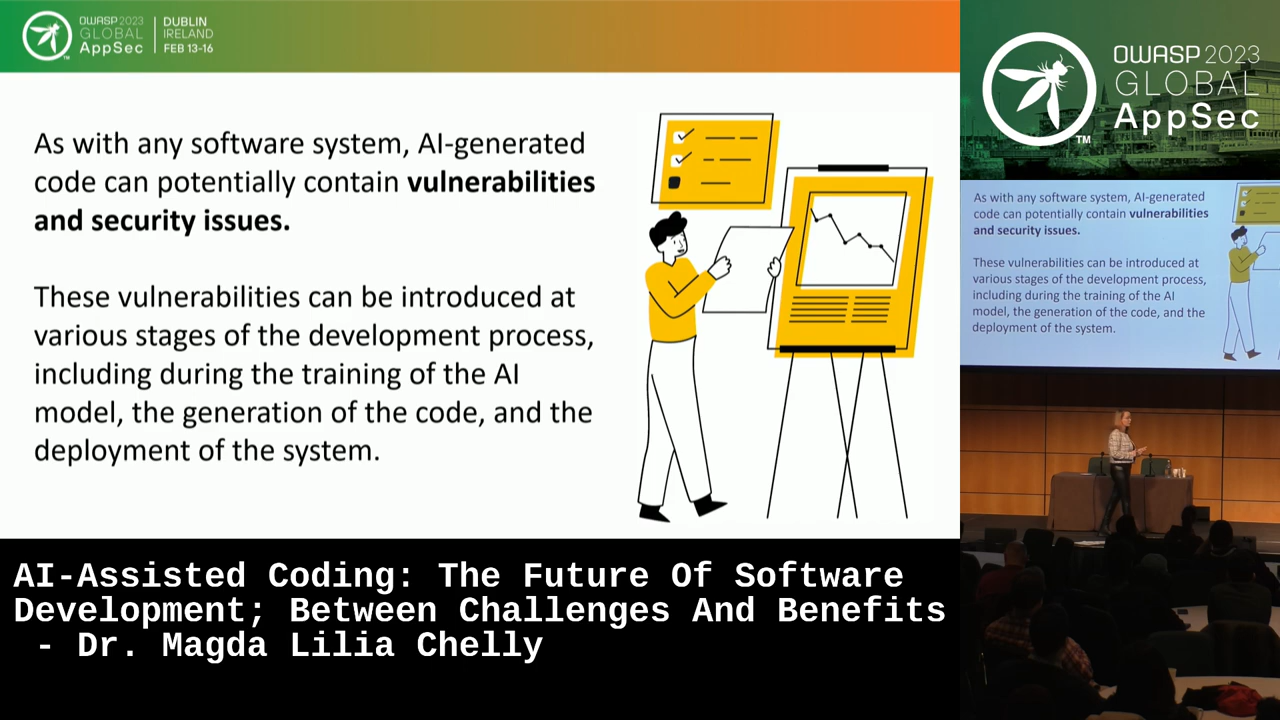 OWASP 2023
GLOBAL
AppSec
DUBLIN
IRELAND
FEB 13-16
As with any software system, AI-generated
code can potentially contain vulnerabilities
and security issues.
These vulnerabilities can be introduced at
various stages of the development process,
including during the training of the AI
model, the generation of the code, and the
deployment of the system.
OWASP 2023
GLOBAL
AppSec
TM
As with any software system, AI-generated
code can potentially contain vulnerabilities
and security issues.
These vulnerabilities can be introduced at
various stages of the development process,
including during the training of the AI
model, the generation of the code, and the
deployment of the system.
AI-Assisted Coding: The Future Of Software
Development; Between Challenges And Benefits
- Dr. Magda Lilia Chelly